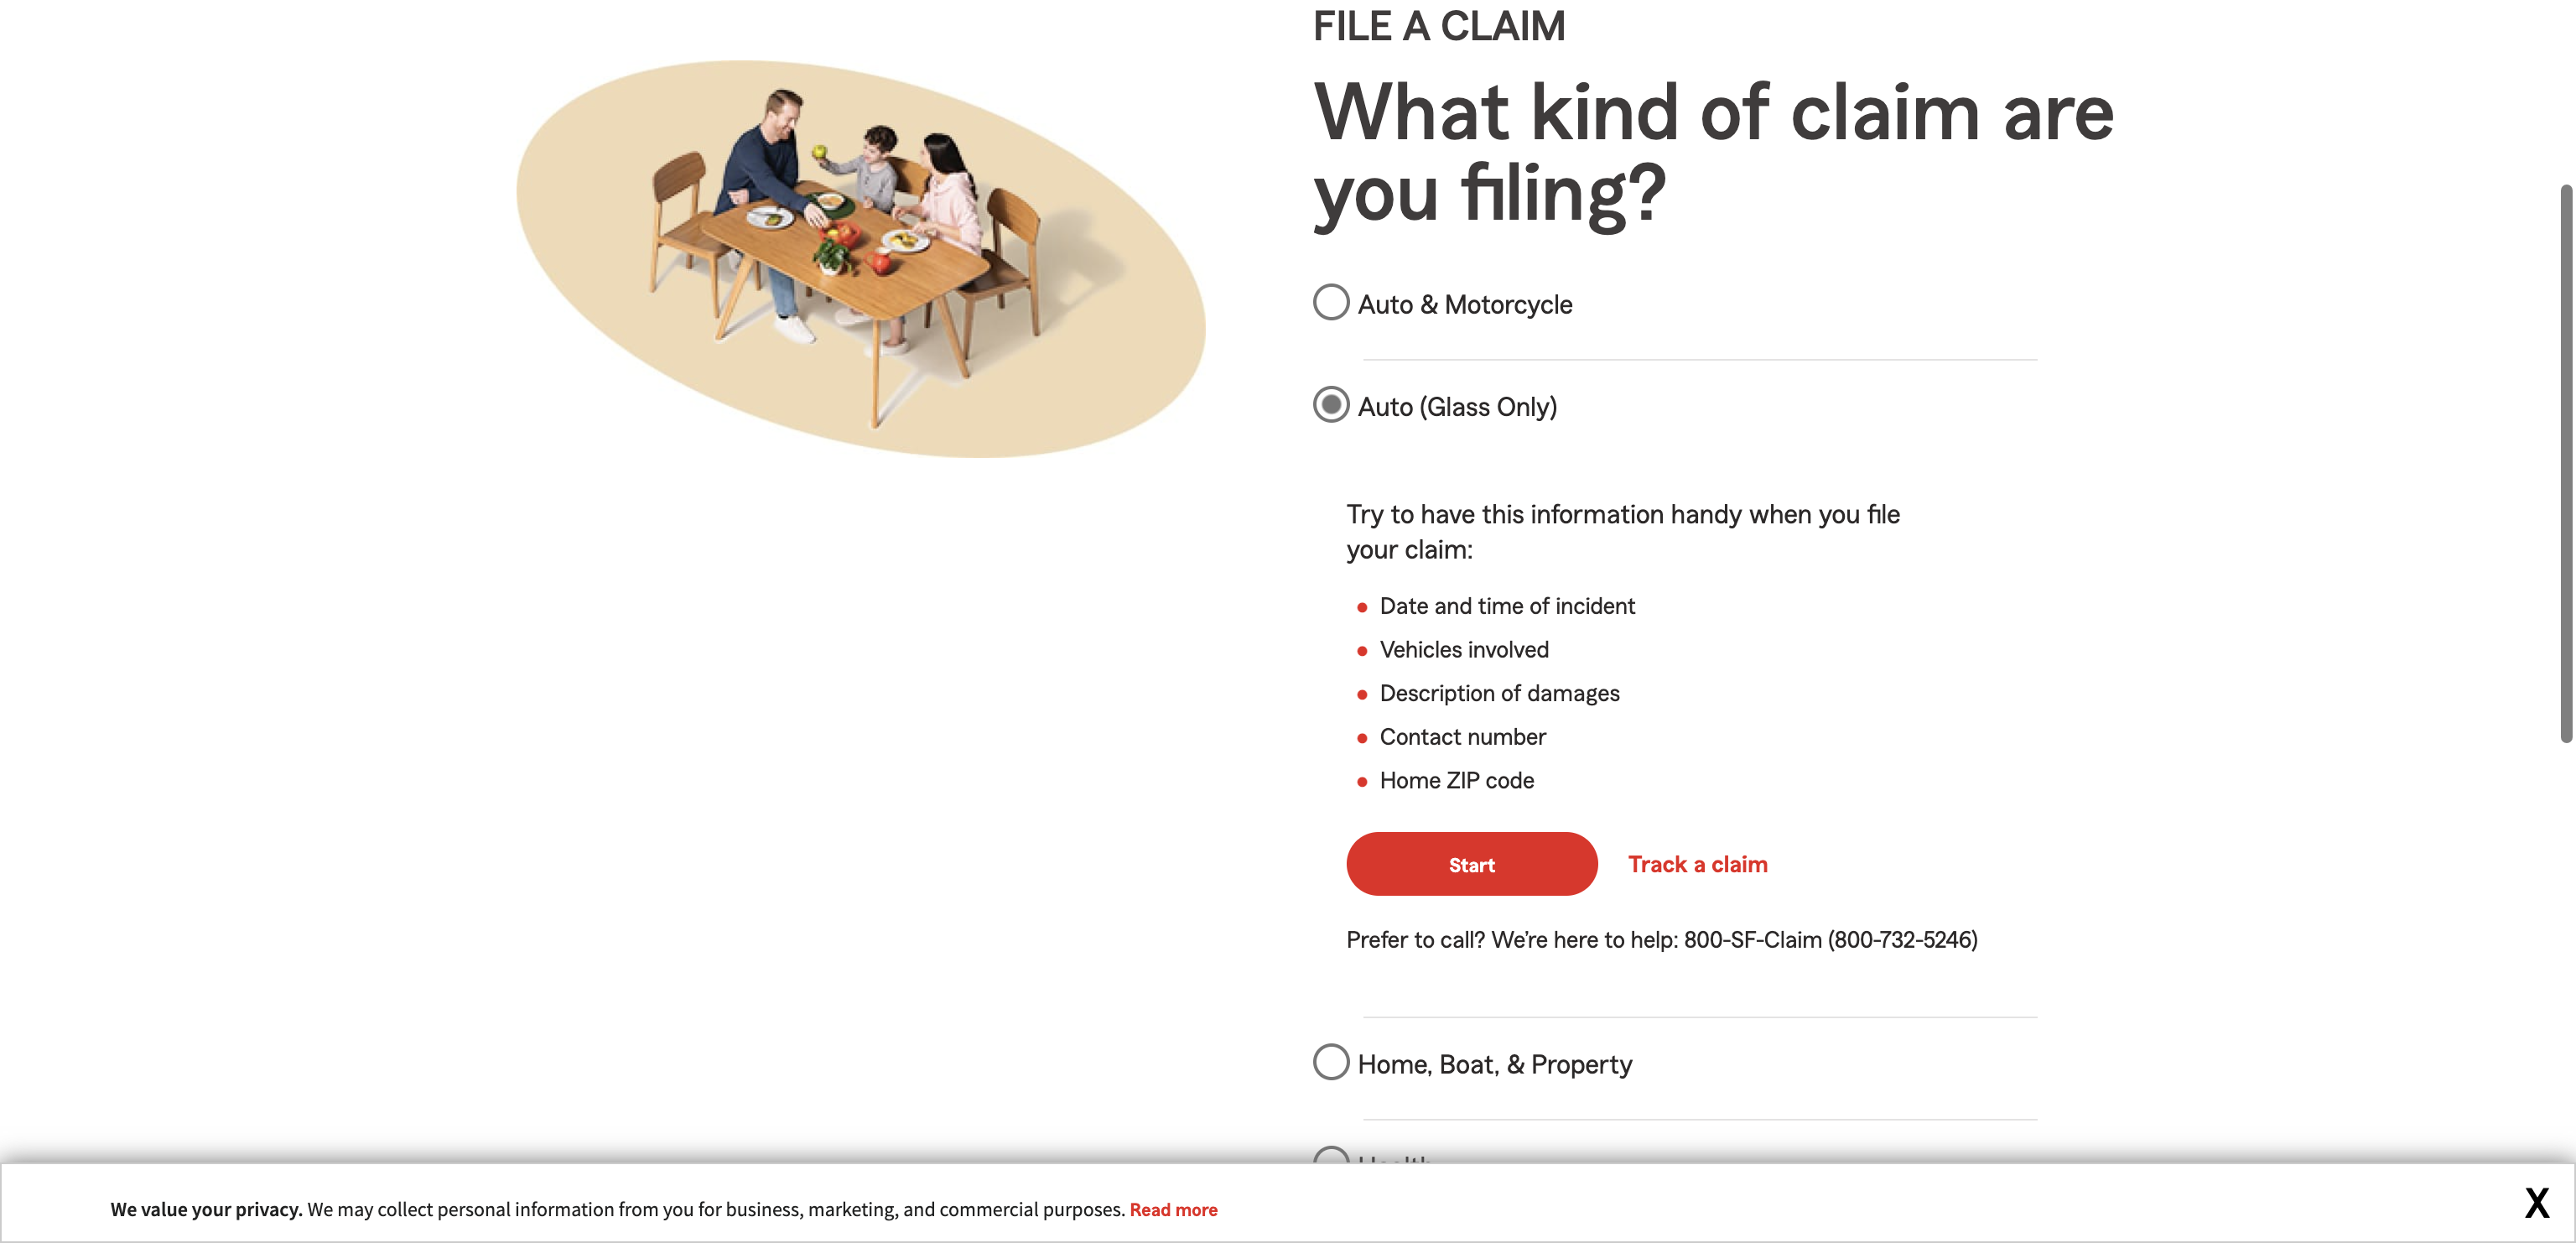 FILE A CLAIM
What kind of claim are
you filing?
Auto & Motorcycle
Auto (Glass Only)
Try to have this information handy when you file
your claim:
Date and time of incident
Vehicles involved
Description of damages
Contact number
Home ZIP code
Start
Track a claim
Prefer to call? We're here to help: 800-SF-Claim (800-732-5246)
Home, Boat, & Property
Health
We value your privacy. We may collect personal information from you for business, marketing, and commercial purposes. Read more
X